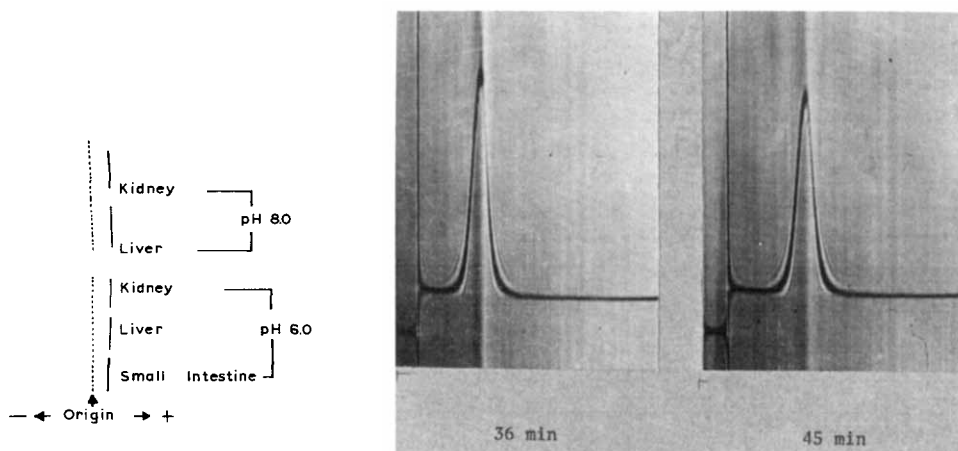 Kidney
pH 8.0
Liver
Kidney
Liver
pH 6.0
Small Intestine
— ← Origin → +
36 min
45 min